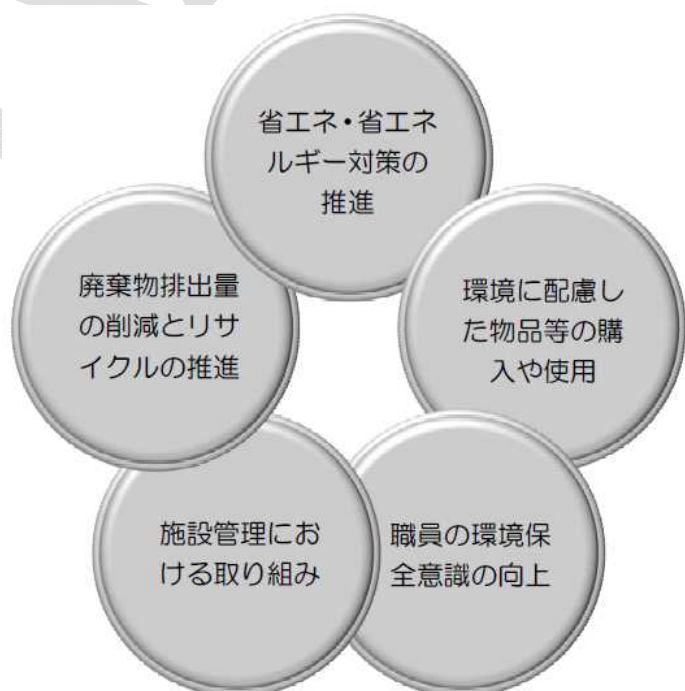 省エネ・省エネ
ルギー対策の
推進
廃棄物排出量
の削減とリサ
イクルの推進
環境に配慮し
た物品等の購
入や使用
施設管理にお
ける取り組み
職員の環境保
全意識の向上